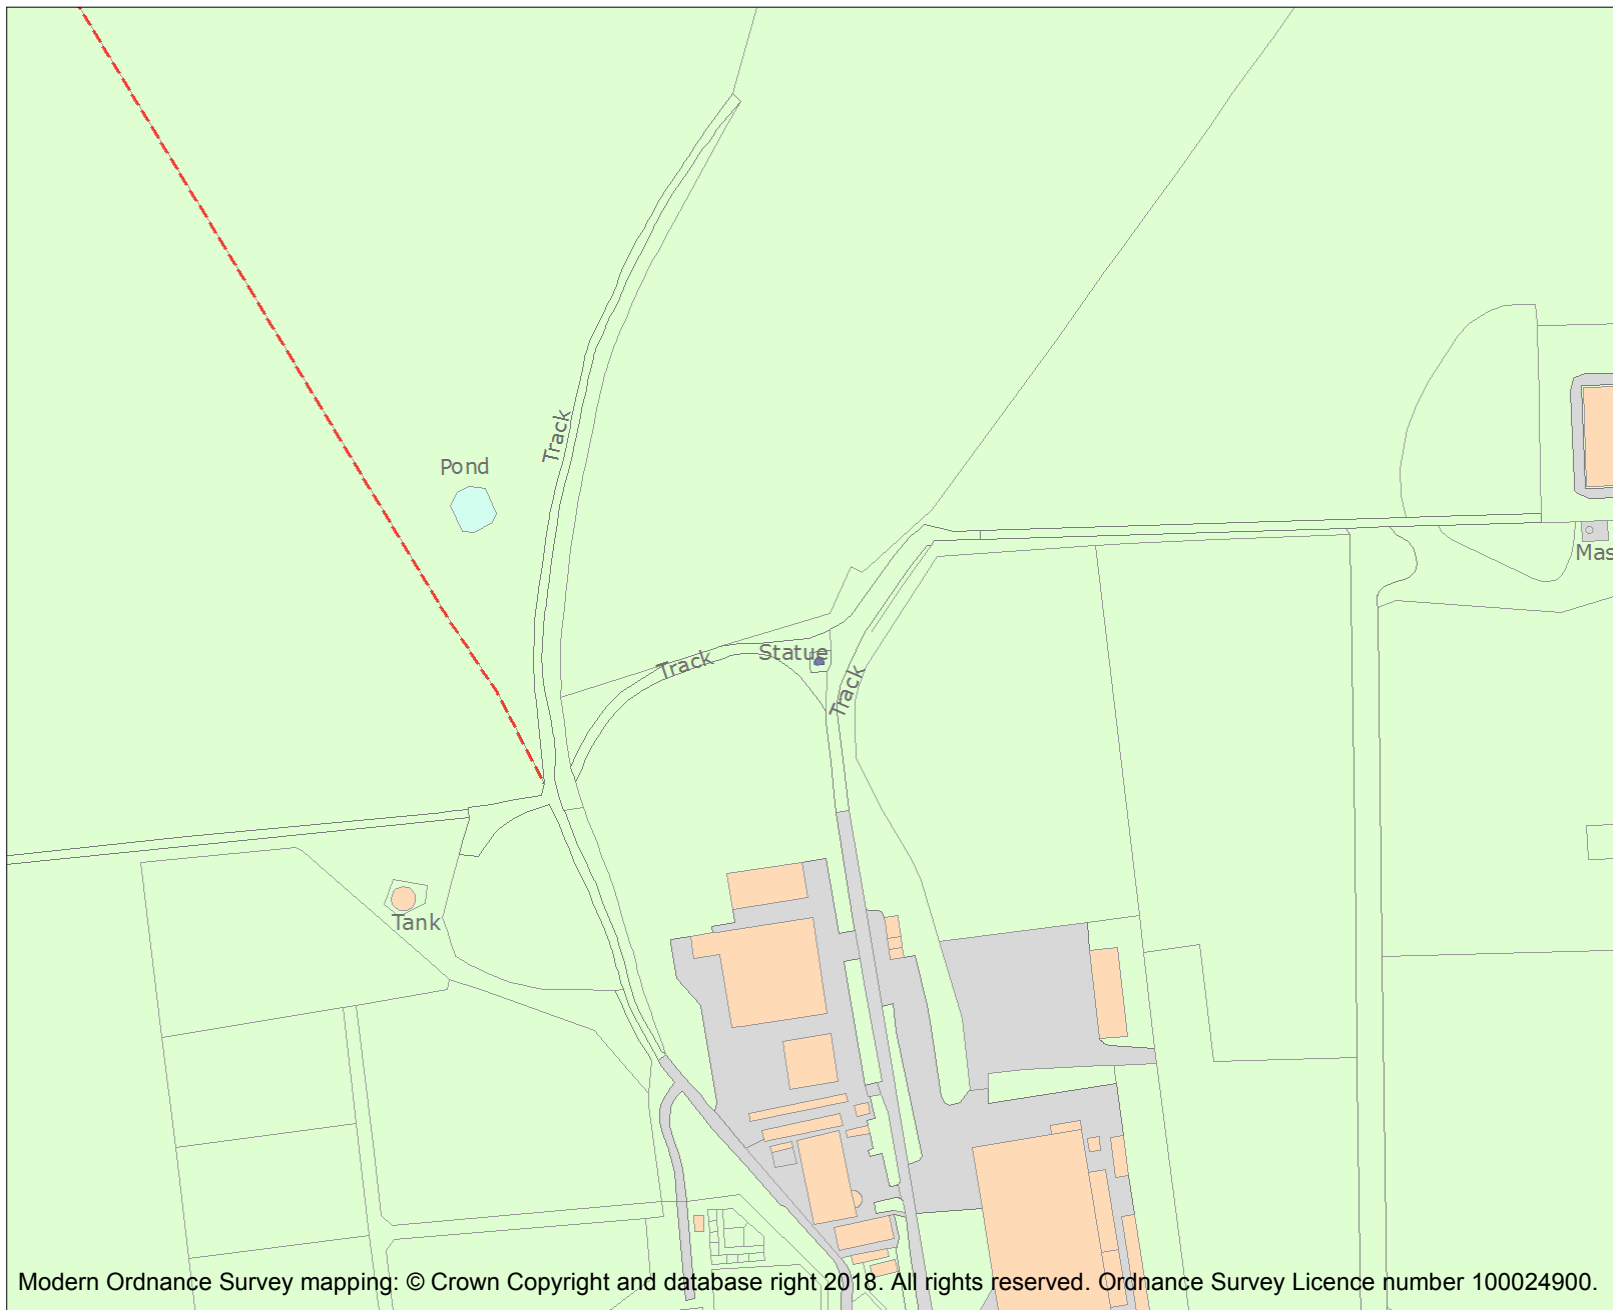 Track
Pond
Mas
Statue
Track
Track
Tank
Modern Ordnance Survey mapping: © Crown Copyright and database right 2018. All rights reserved. Ordnance Survey Licence number 100024900.